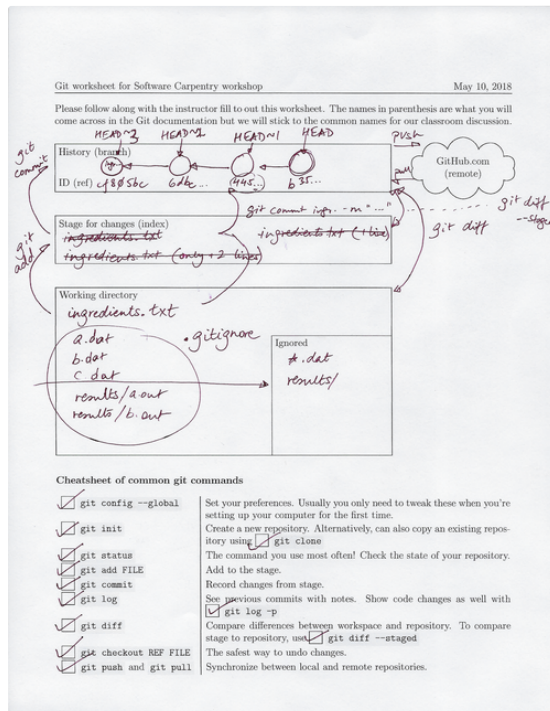 Git worksheet for Software Carpentry workshop May 10, 2018
Please follow along with the instructor fill to out this worksheet. The names in parenthesis are what you will
come across in the Git documentation but we will stick to the common names for our classroom discussion.
HEAD~3 HEAD~2 HEAD~1 HEAD push
git commit
History (branch)
pull
GitHub.com
(remote)
ID (ref) 6dbc... (445...) b35...
git commit ingr. -m "..."
git diff --staged
git diff
git add
Stage for changes (index)
ingredients.txt
ingredients.txt (1 line)
ingredients.txt (only +2 lines)
Working directory
ingredients.txt
a.dat
b.dat
c.dat
results/a.out
results/b.out
.gitignore
Ignored
*.dat
results/
Cheatsheet of common git commands
git config --global Set your preferences. Usually you only need to tweak these when you're
setting up your computer for the first time.
git init Create a new repository. Alternatively, can also copy an existing repos-
itory using git clone
git status The command you use most often! Check the state of your repository.
git add FILE Add to the stage.
git commit Record changes from stage.
git log See previous commits with notes. Show code changes as well with
git log -p
git diff Compare differences between workspace and repository. To compare
stage to repository, use git diff --staged
git checkout REF FILE The safest way to undo changes.
git push and git pull Synchronize between local and remote repositories.